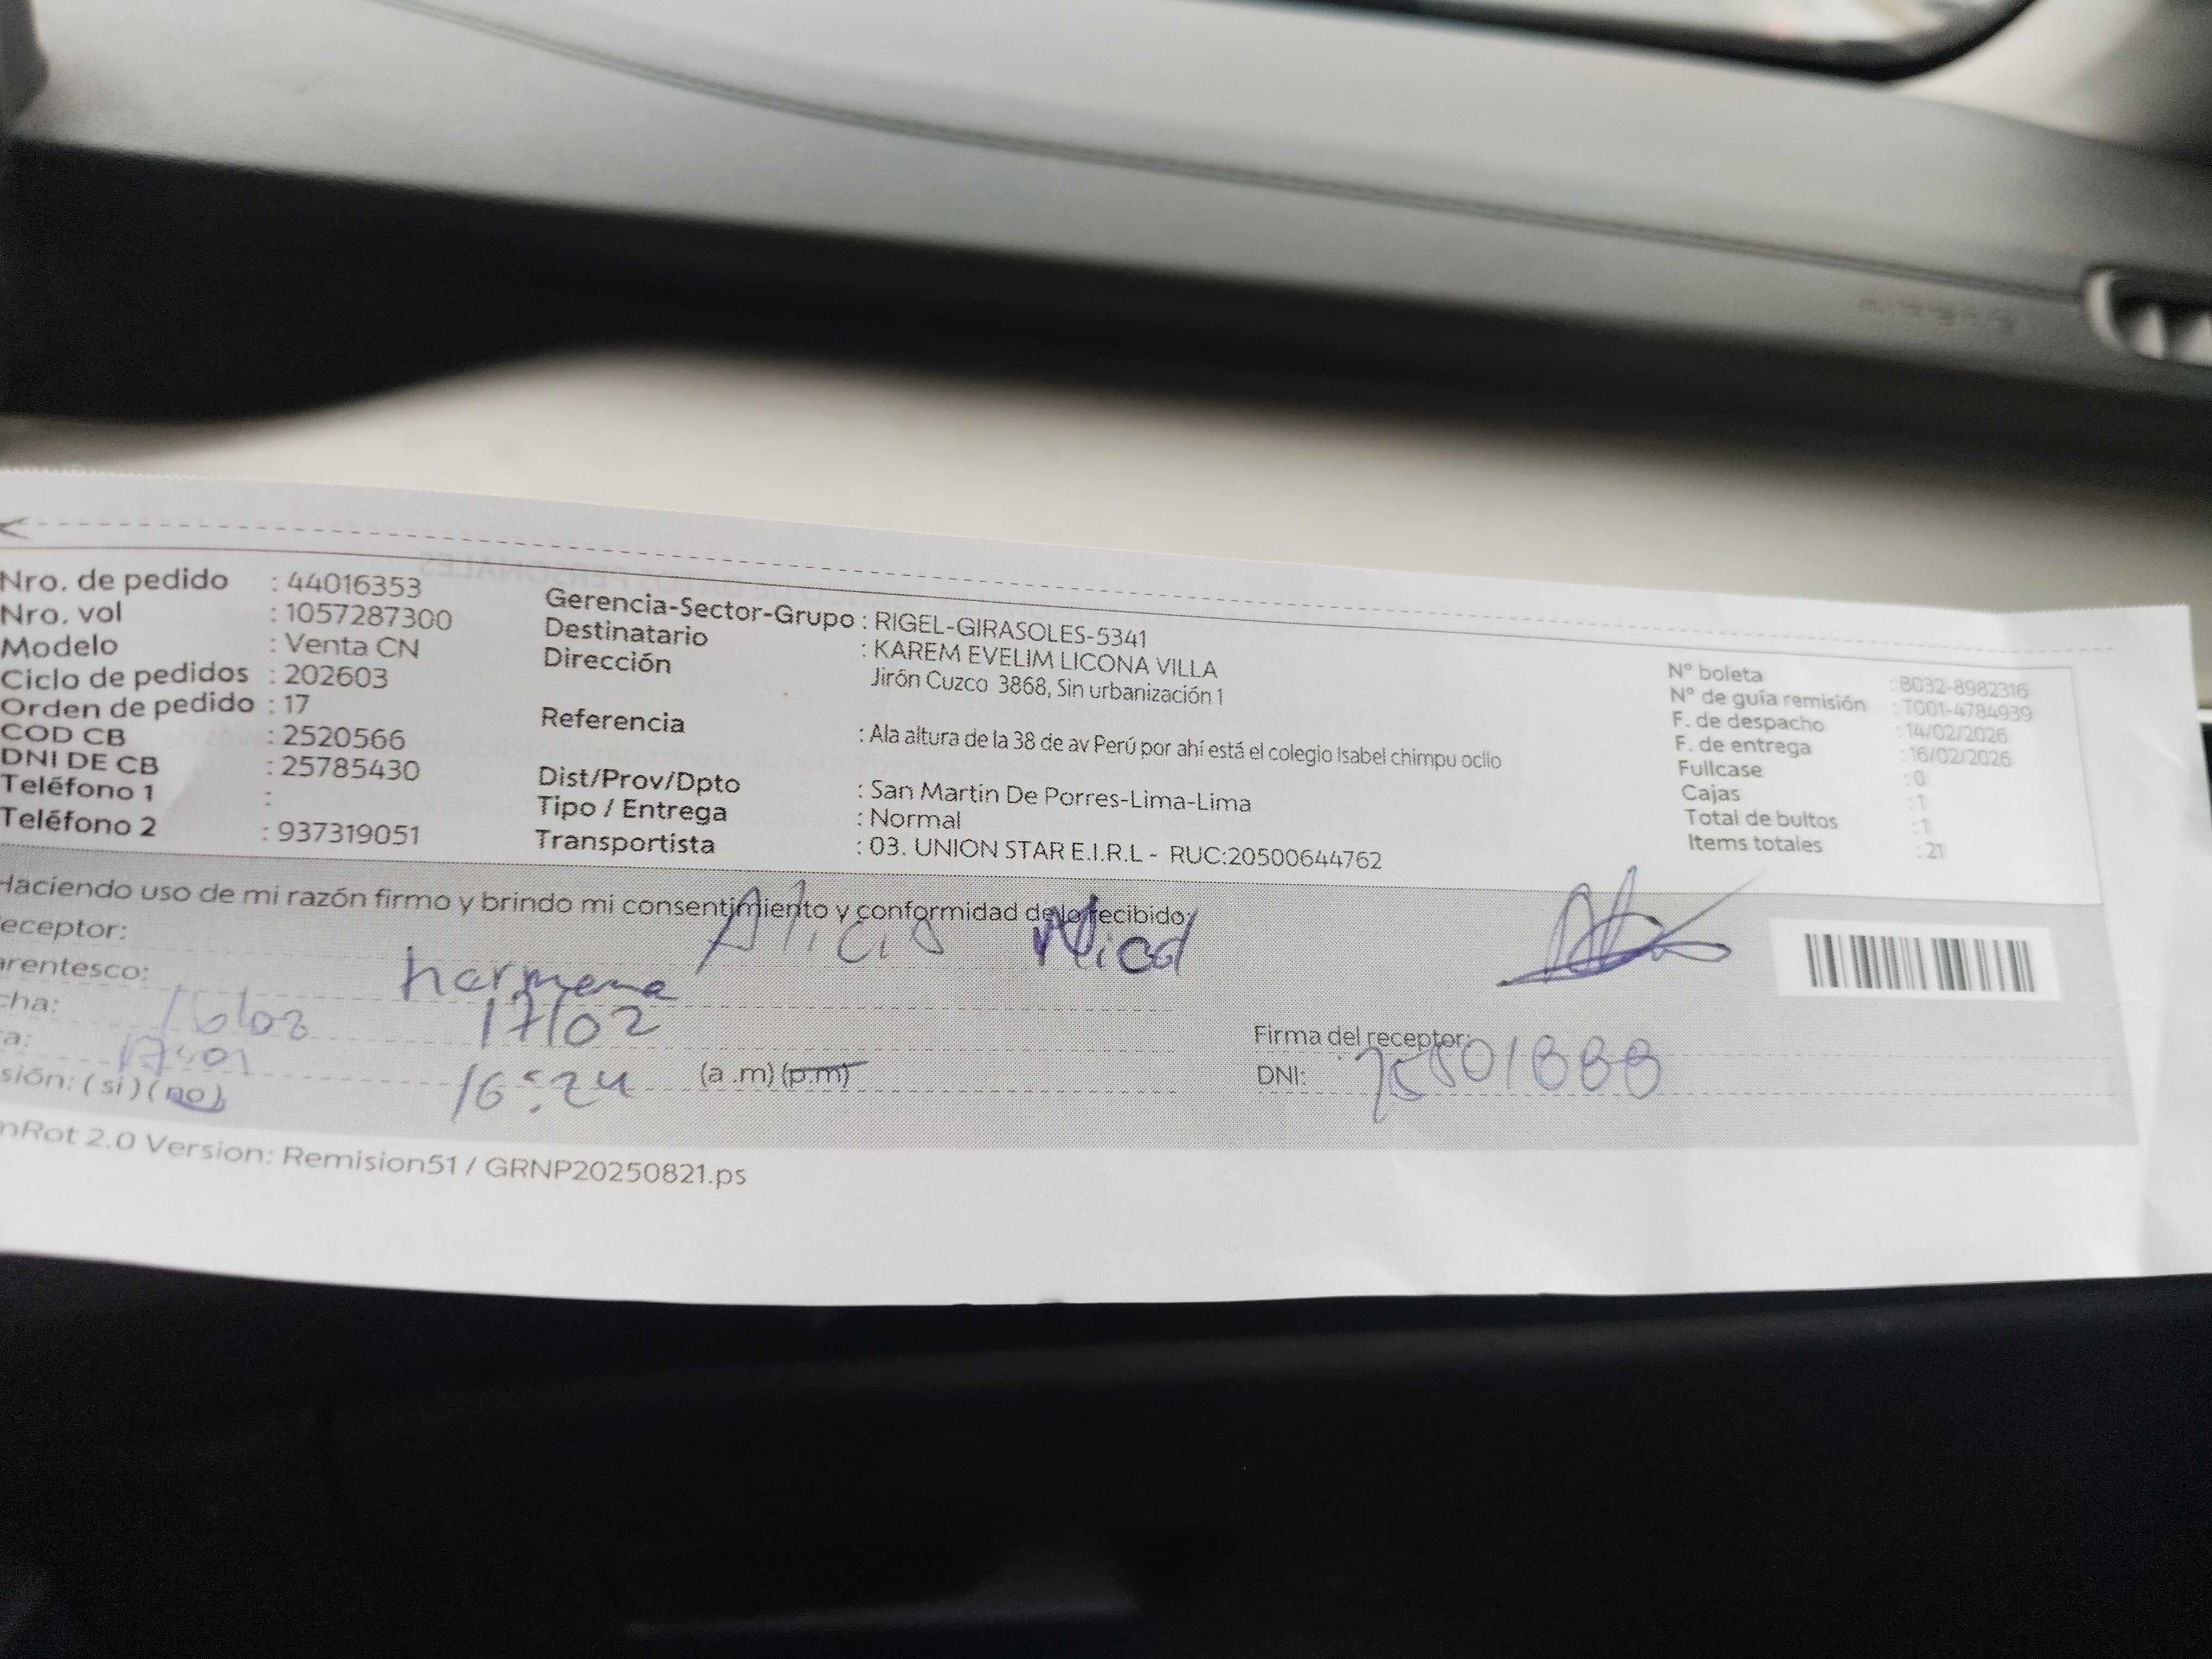 Nro. de pedido : 44016353
Nro. vol : 1057287300
Modelo : Venta CN
Ciclo de pedidos : 202603
Orden de pedido : 17
COD CB : 2520566
DNI DE CB : 25785430
Teléfono 1 :
Teléfono 2 : 937319051
Gerencia-Sector-Grupo : RIGEL-GIRASOLES-5341
Destinatario : KAREM EVELIM LICONA VILLA
Dirección Jirón Cuzco 3868, Sin urbanización 1
Referencia : Ala altura de la 38 de av Perú por ahí está el colegio Isabel chimpu ocllo
Dist/Prov/Dpto : San Martin De Porres-Lima-Lima
Tipo / Entrega : Normal
Transportista : 03. UNION STAR E.I.R.L - RUC:20500644762
N° boleta : B032-8982316
N° de guía remisión : T001-4784939
F. de despacho : 14/02/2026
F. de entrega : 16/02/2026
Fullcase : 0
Cajas : 1
Total de bultos : 1
Items totales : 21
Haciendo uso de mi razón firmo y brindo mi consentimiento y conformidad de lo recibido:
eceptor: Alicia
arentesco: hermana
cha: 16/02 17/02
a: 16:24 (a.m) (p.m)
sión: (si) (no)
Firma del receptor:
DNI:
nRot 2.0 Version: Remision51 / GRNP20250821.ps